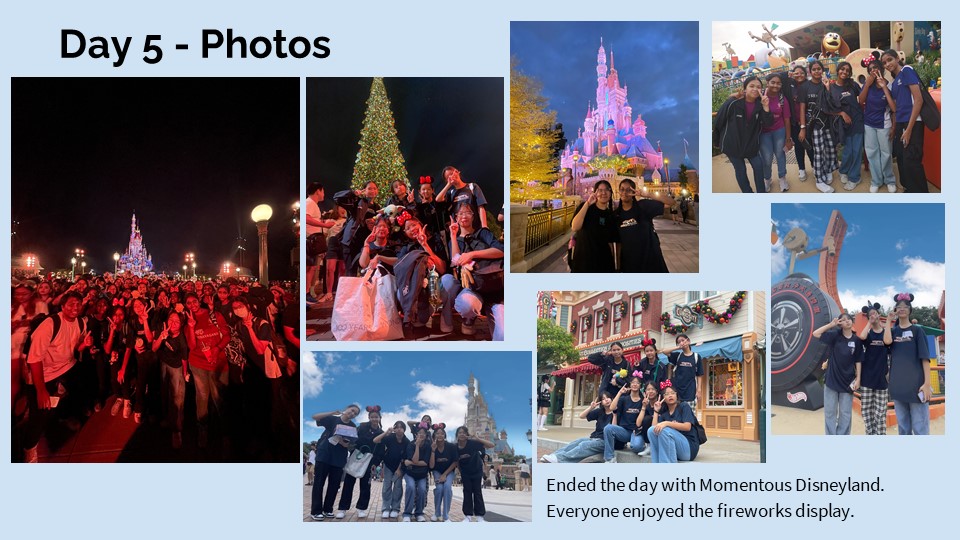 Day 5 - Photos
Ended the day with Momentous Disneyland.
Everyone enjoyed the fireworks display.